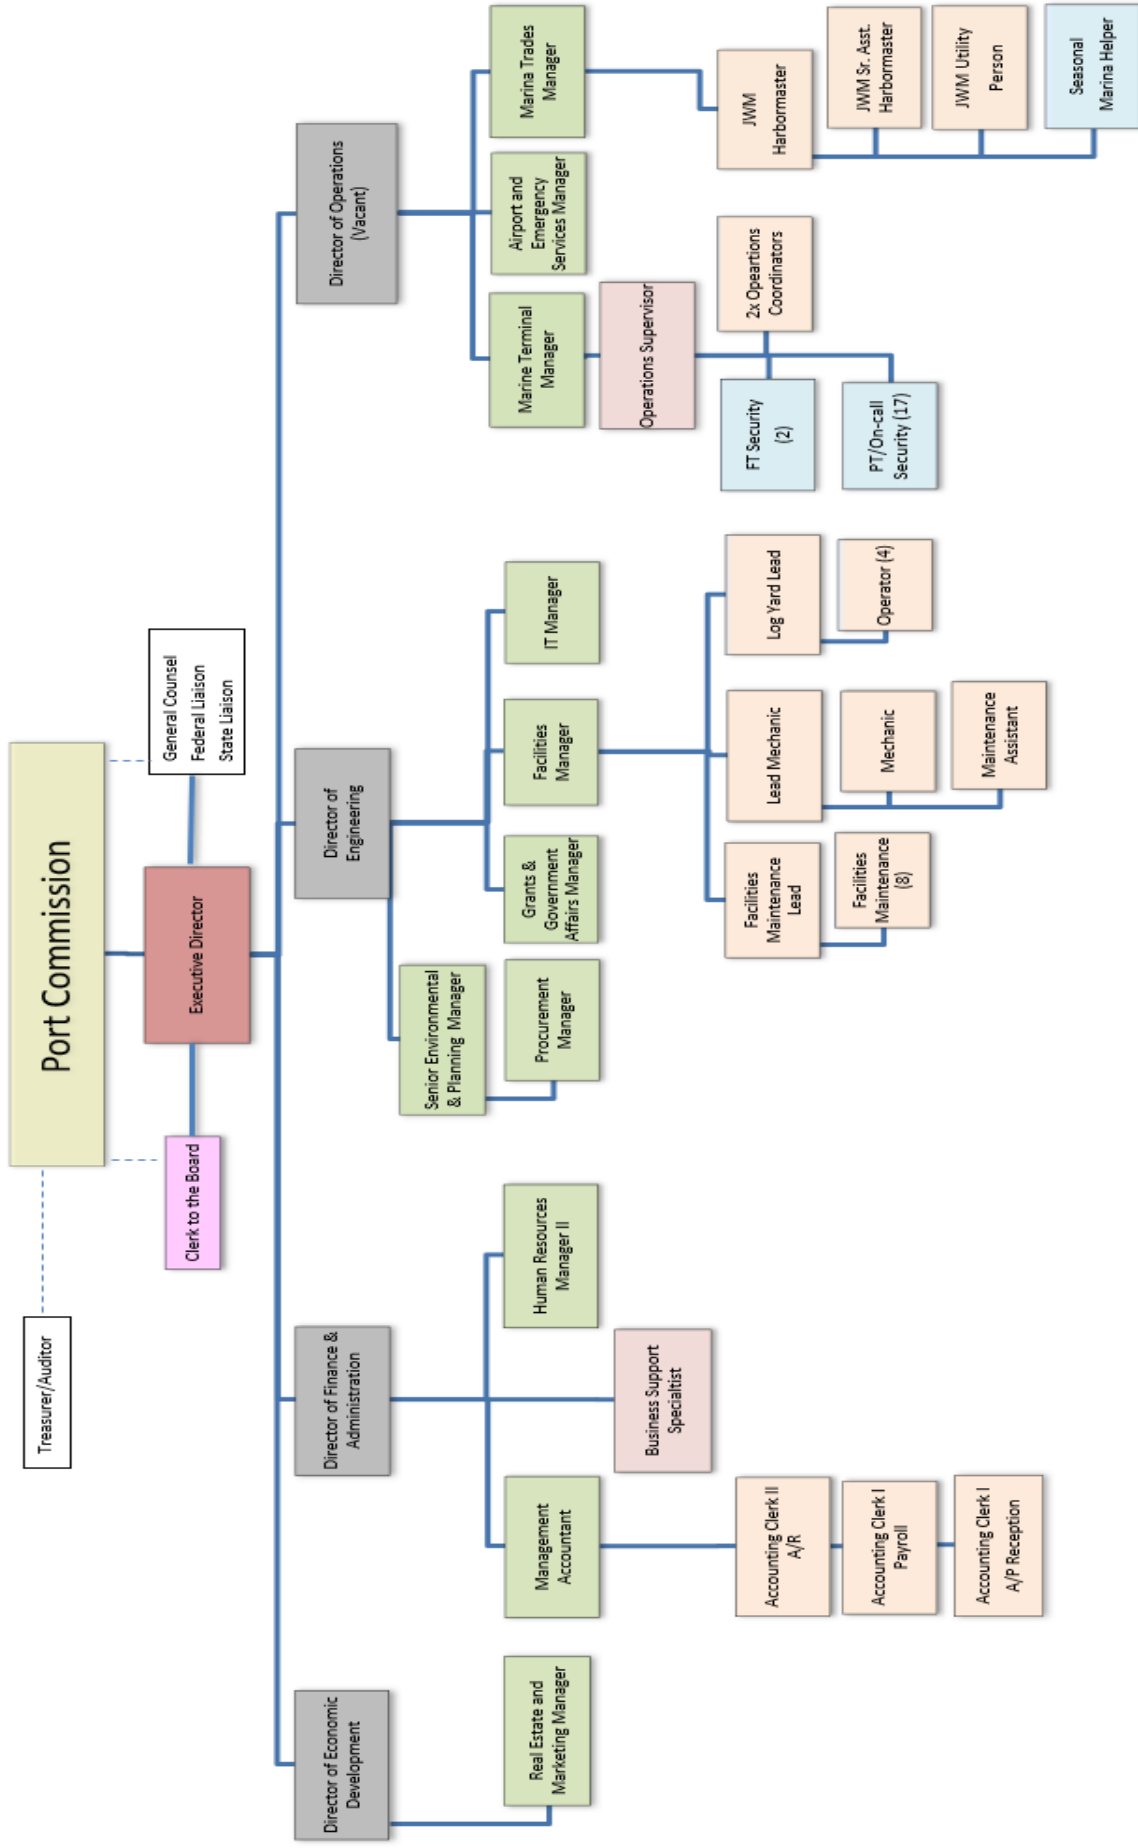 Port Commission
Treasurer/Auditor
Clerk to the Board
Executive Director
General Counsel
Federal Liaison
State Liaison
Director of Economic
Development
Director of Finance &
Administration
Director of
Engineering
Director of Operations
(Vacant)
Real Estate and
Marketing Manager
Management
Accountant
Human Resources
Manager II
Business Support
Specialtist
Accounting Clerk II
A/R
Accounting Clerk I
Payroll
Accounting Clerk I
A/P Reception
Senior Environmental
& Planning Manager
Procurement
Manager
Grants &
Government
Affairs Manager
Facilities
Manager
IT Manager
Facilities
Maintenance
Lead
Facilities
Maintenance
(8)
Lead Mechanic
Mechanic
Maintenance
Assistant
Log Yard Lead
Operator (4)
Marine Terminal
Manager
Airport and
Emergency
Services Manager
Marina Trades
Manager
Operations Supervisor
FT Security
(2)
2x Opeartions
Coordinators
PT/On-call
Security (17)
JWM
Harbormaster
JWM Sr. Asst.
Harbormaster
JWM Utility
Person
Seasonal
Marina Helper